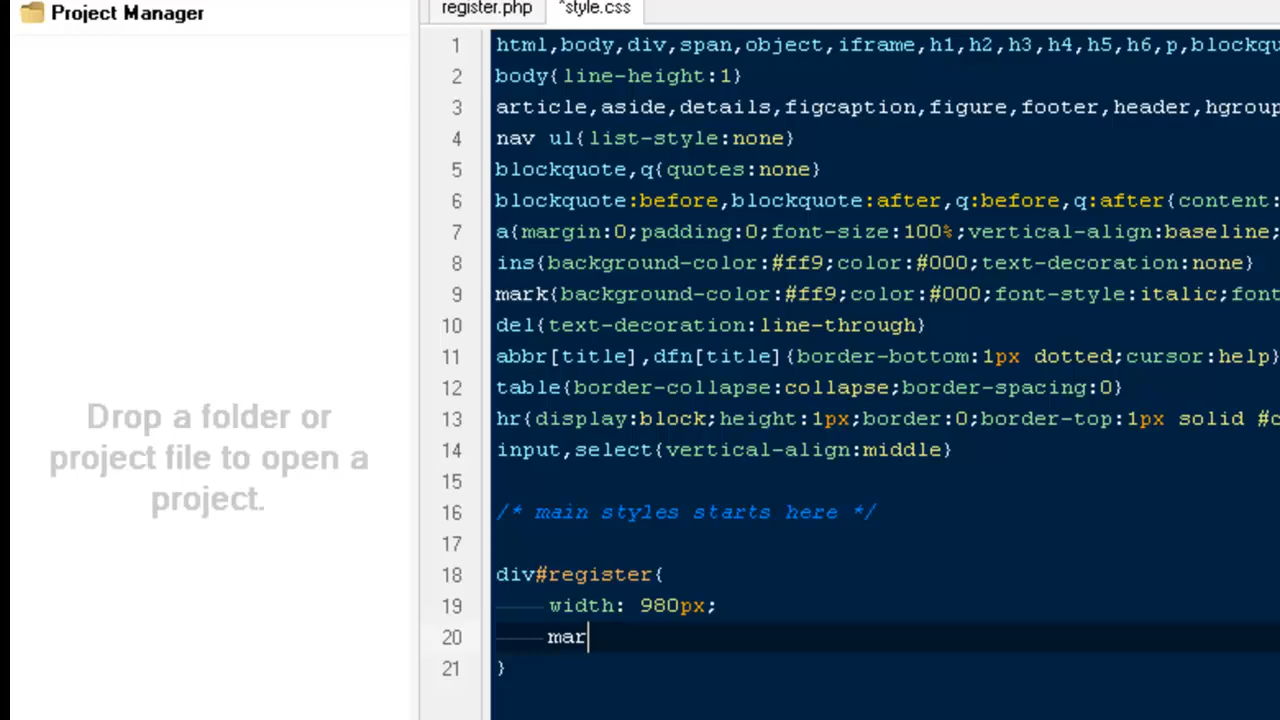 Project Manager
register.php
*style.css
1 html,body,div,span,object,iframe,h1,h2,h3,h4,h5,h6,p,blockqu
2 body{line-height:1}
3 article,aside,details,figcaption,figure,footer,header,hgroup
4 nav ul{list-style:none}
5 blockquote,q{quotes:none}
6 blockquote:before,blockquote:after,q:before,q:after{content:
7 a{margin:0;padding:0;font-size:100%;vertical-align:baseline;
8 ins{background-color:#ff9;color:#000;text-decoration:none}
9 mark{background-color:#ff9;color:#000;font-style:italic;font
10 del{text-decoration:line-through}
11 abbr[title],dfn[title]{border-bottom:1px dotted;cursor:help}
12 table{border-collapse:collapse;border-spacing:0}
13 hr{display:block;height:1px;border:0;border-top:1px solid #c
14 input,select{vertical-align:middle}
15
16 /* main styles starts here */
17
18 div#register{
19 width: 980px;
20 mar
21 }
Drop a folder or
project file to open a
project.